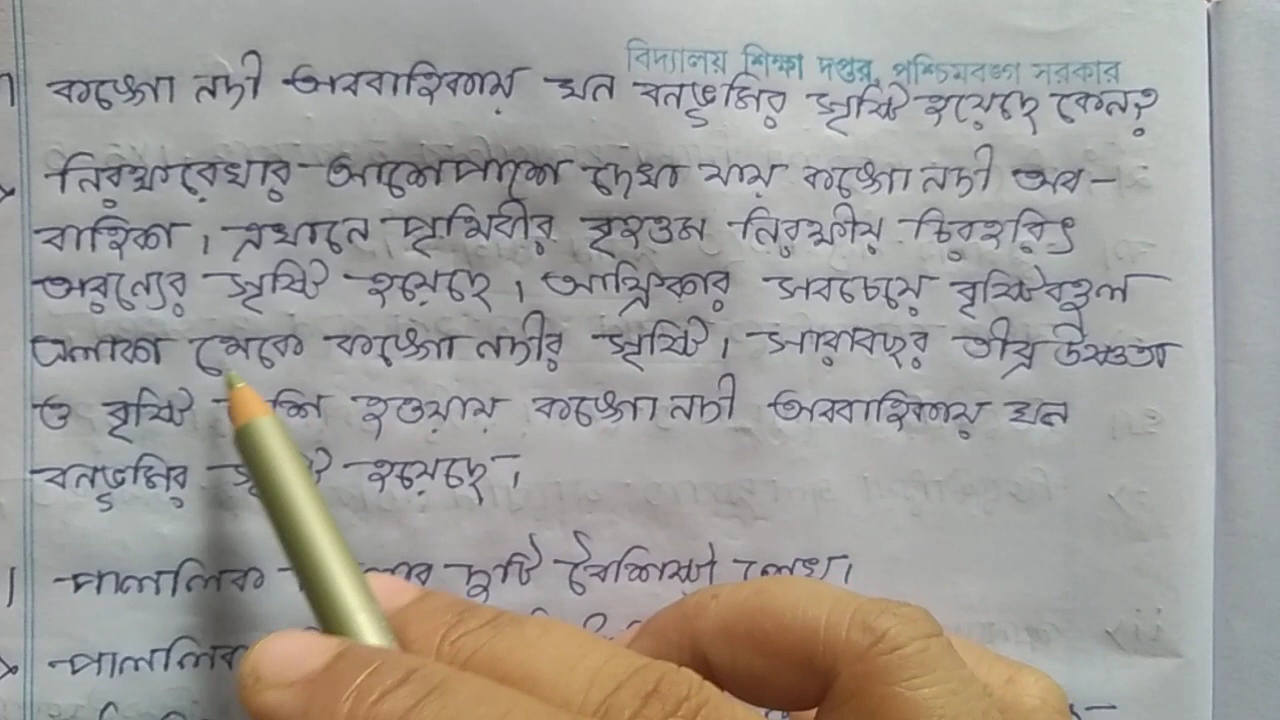 বিদ্যালয় শিক্ষা দপ্তর, পশ্চিমবঙ্গ সরকার
কঙ্গো নদী অববাহিকায় ঘন বনভূমির সৃষ্টি হয়েছে কেন?
নিরক্ষরেখার আশেপাশে দেখা যায় কঙ্গো নদী অব-
বাহিকা। এখানে পৃথিবীর বৃহত্তম নিরক্ষীয় চিরহরিৎ
অরণ্যের সৃষ্টি হয়েছে। আফ্রিকার সবচেয়ে বৃষ্টিবহুল
এলাকা থেকে কঙ্গো নদীর সৃষ্টি। সারাবছর তীব্র উষ্ণতা
ও বৃষ্টি হওয়ায় কঙ্গো নদী অববাহিকায় ঘন
বনভূমির হয়েছে।
পাললিক দুটি বৈশিষ্ট্য লেখ।
পাললিক